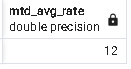 mtd_avg_rate
double precision
12